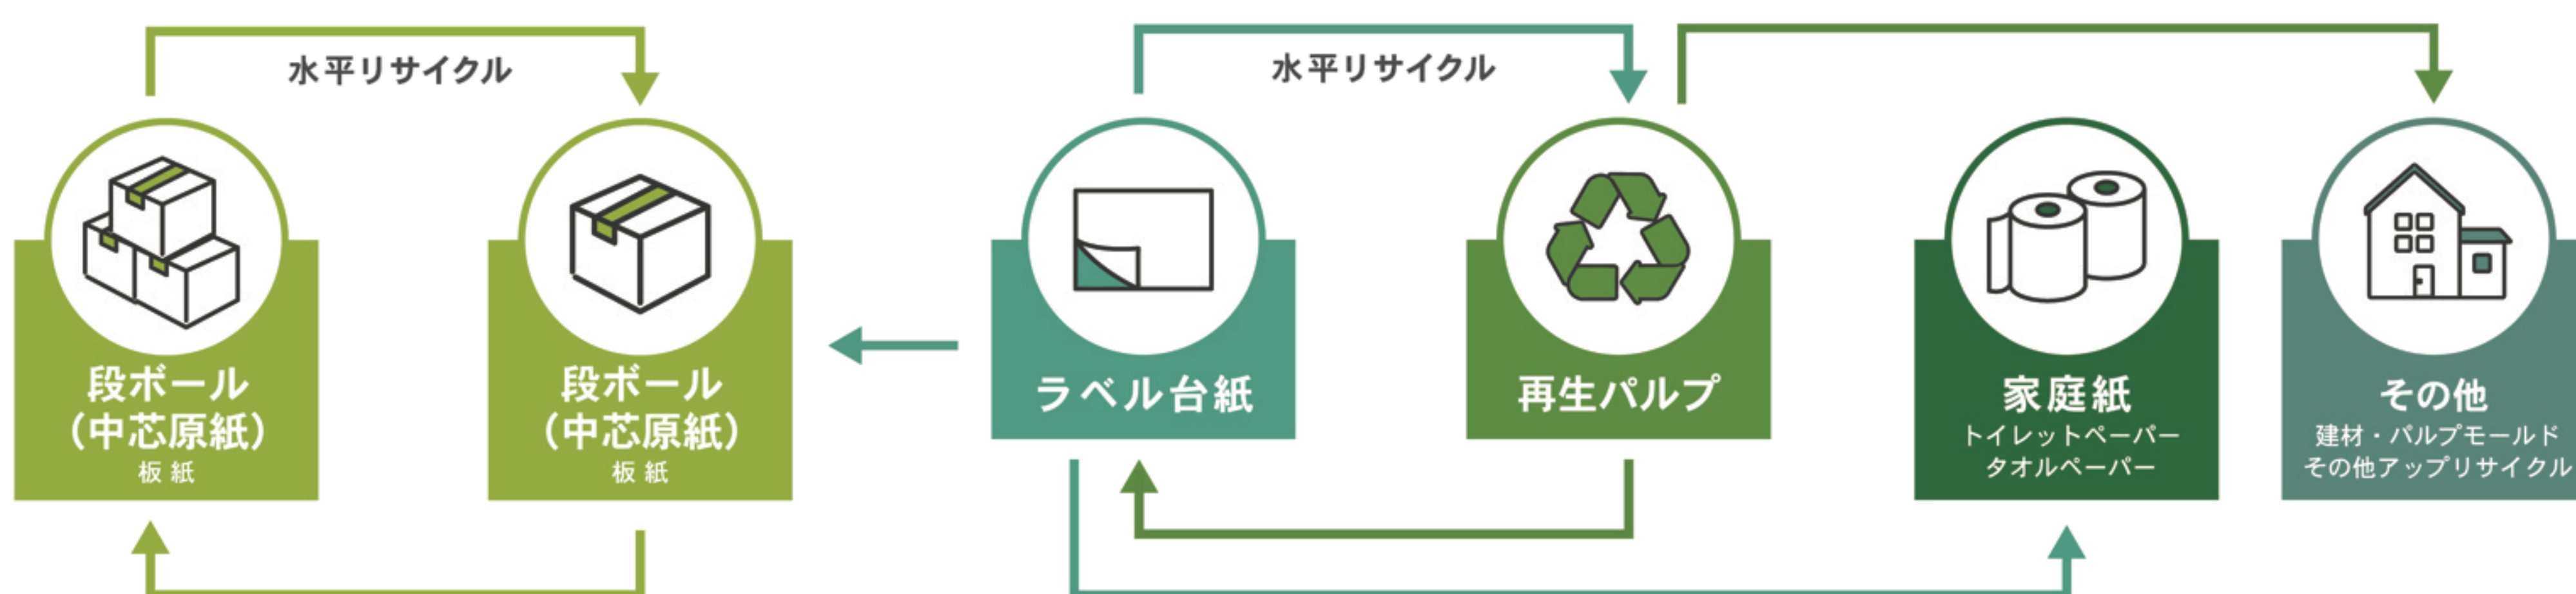 水平リサイクル
水平リサイクル
段ボール
（中芯原紙）
板紙
段ボール
（中芯原紙）
板紙
ラベル台紙
再生パルプ
家庭紙
トイレットペーパー
タオルペーパー
その他
建材・パルプモールド
その他アップリサイクル